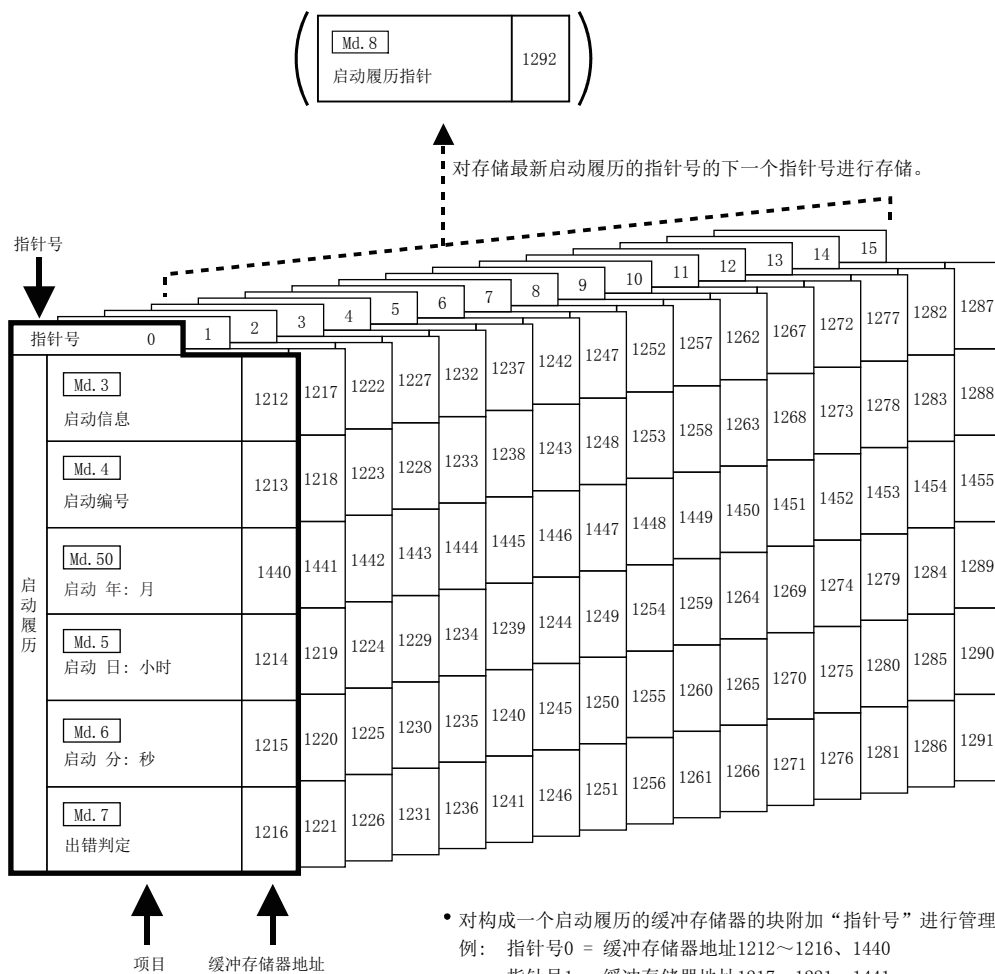 Md.8
启动履历指针 1292
对存储最新启动履历的指针号的下一个指针号进行存储。
指针号
指针号 0 1 2 3 4 5 6 7 8 9 10 11 12 13 14 15
启动履历
Md.3
启动信息 1212 1217 1222 1227 1232 1237 1242 1247 1252 1257 1262 1267 1272 1277 1282 1287
Md.4
启动编号 1213 1218 1223 1228 1233 1238 1243 1248 1253 1258 1263 1268 1273 1278 1283 1288
Md.50
启动 年: 月 1440 1441 1442 1443 1444 1445 1446 1447 1448 1449 1450 1451 1452 1453 1454 1455
Md.5
启动 日: 小时 1214 1219 1224 1229 1234 1239 1244 1249 1254 1259 1264 1269 1274 1279 1284 1289
Md.6
启动 分: 秒 1215 1220 1225 1230 1235 1240 1245 1250 1255 1260 1265 1270 1275 1280 1285 1290
Md.7
出错判定 1216 1221 1226 1231 1236 1241 1246 1251 1256 1261 1266 1271 1276 1281 1286 1291
项目 缓冲存储器地址
• 对构成一个启动履历的缓冲存储器的块附加“指针号”进行管理
例: 指针号0 = 缓冲存储器地址1212～1216、1440